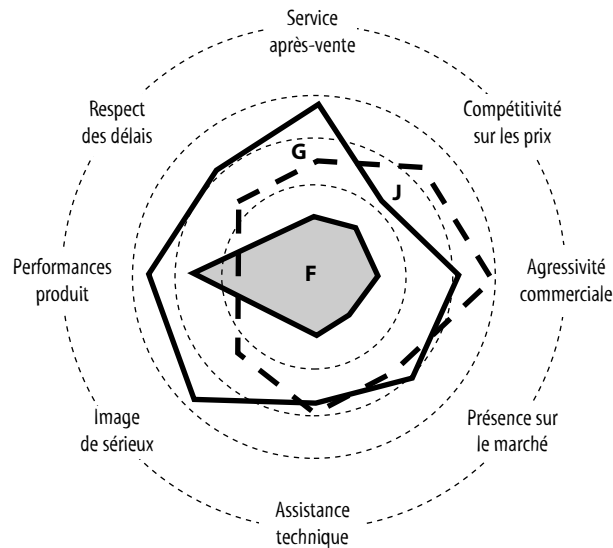 Service
après-vente
Respect
des délais
Compétitivité
sur les prix
G
J
Performances
produit
F
Agressivité
commerciale
Image
de sérieux
Présence sur
le marché
Assistance
technique